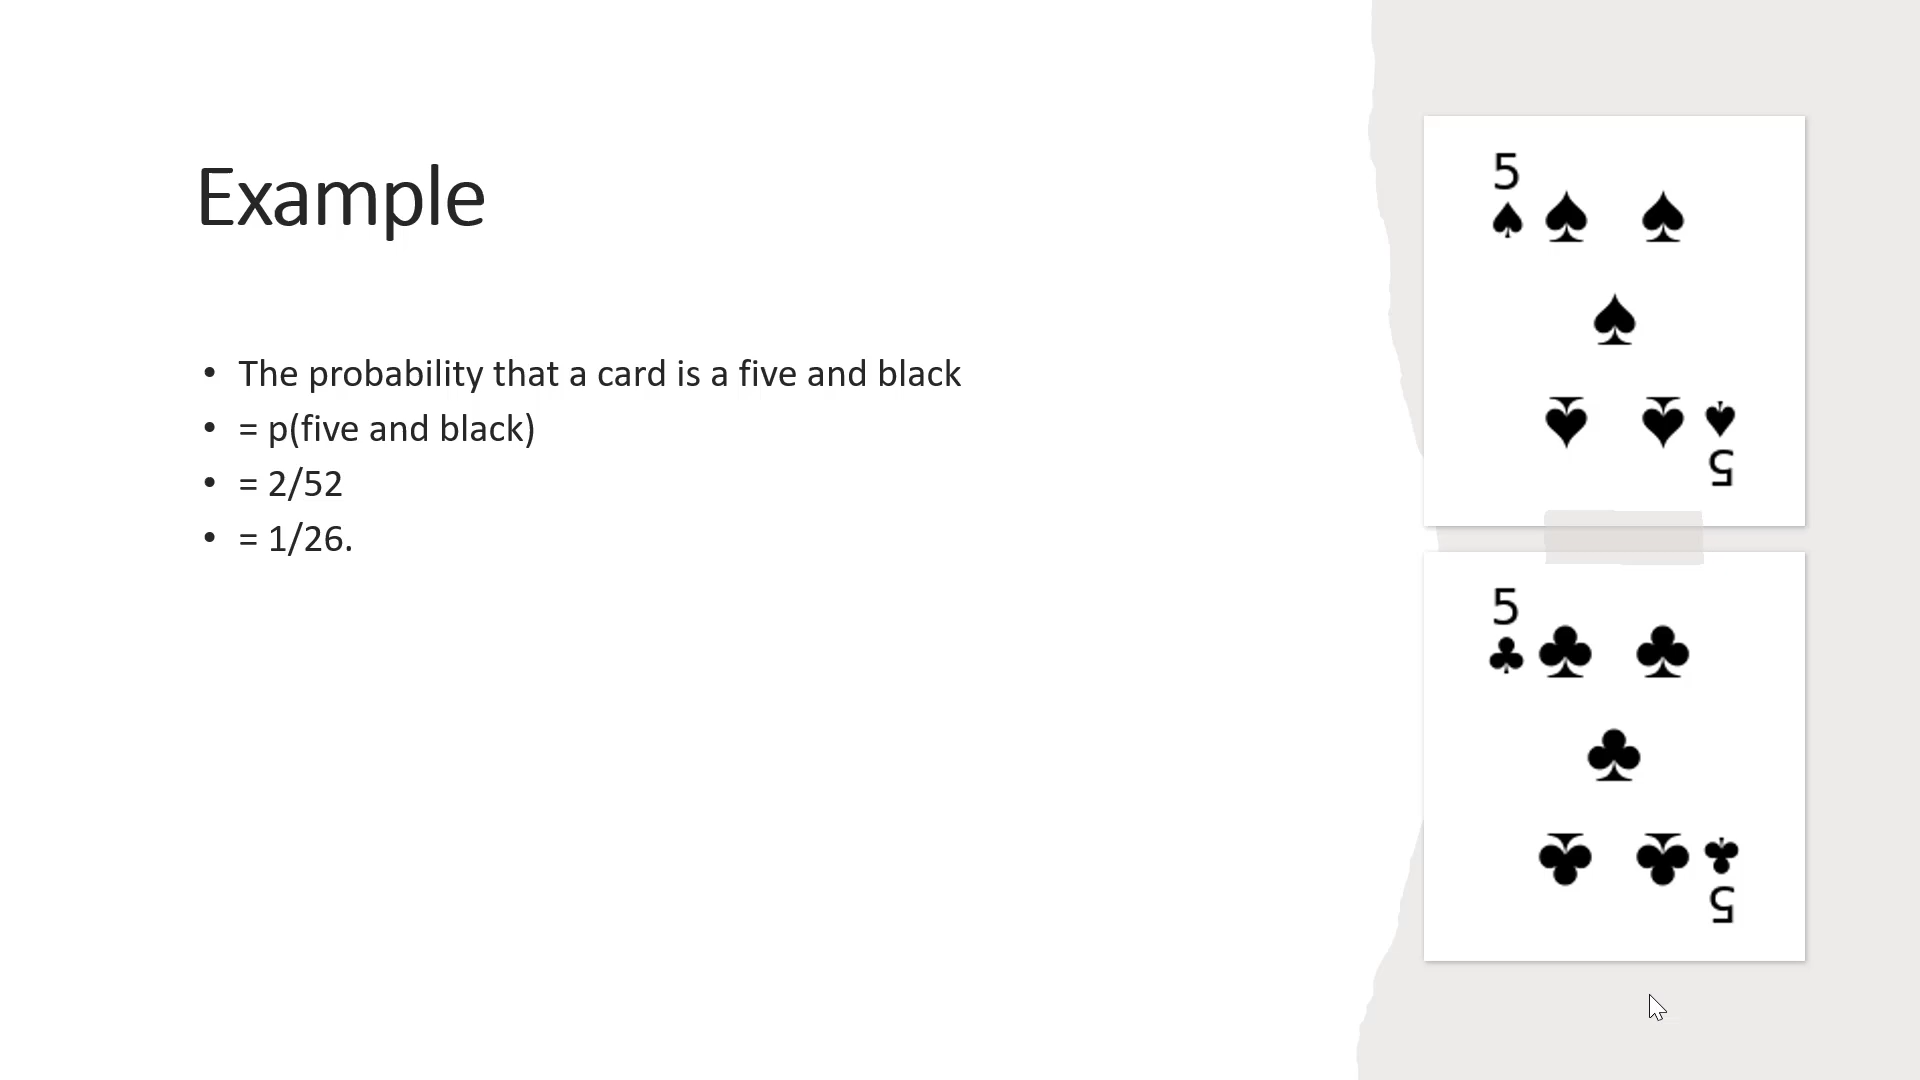 Example
• The probability that a card is a five and black
• = p(five and black)
• = 2/52
• = 1/26.
5
5
5
5